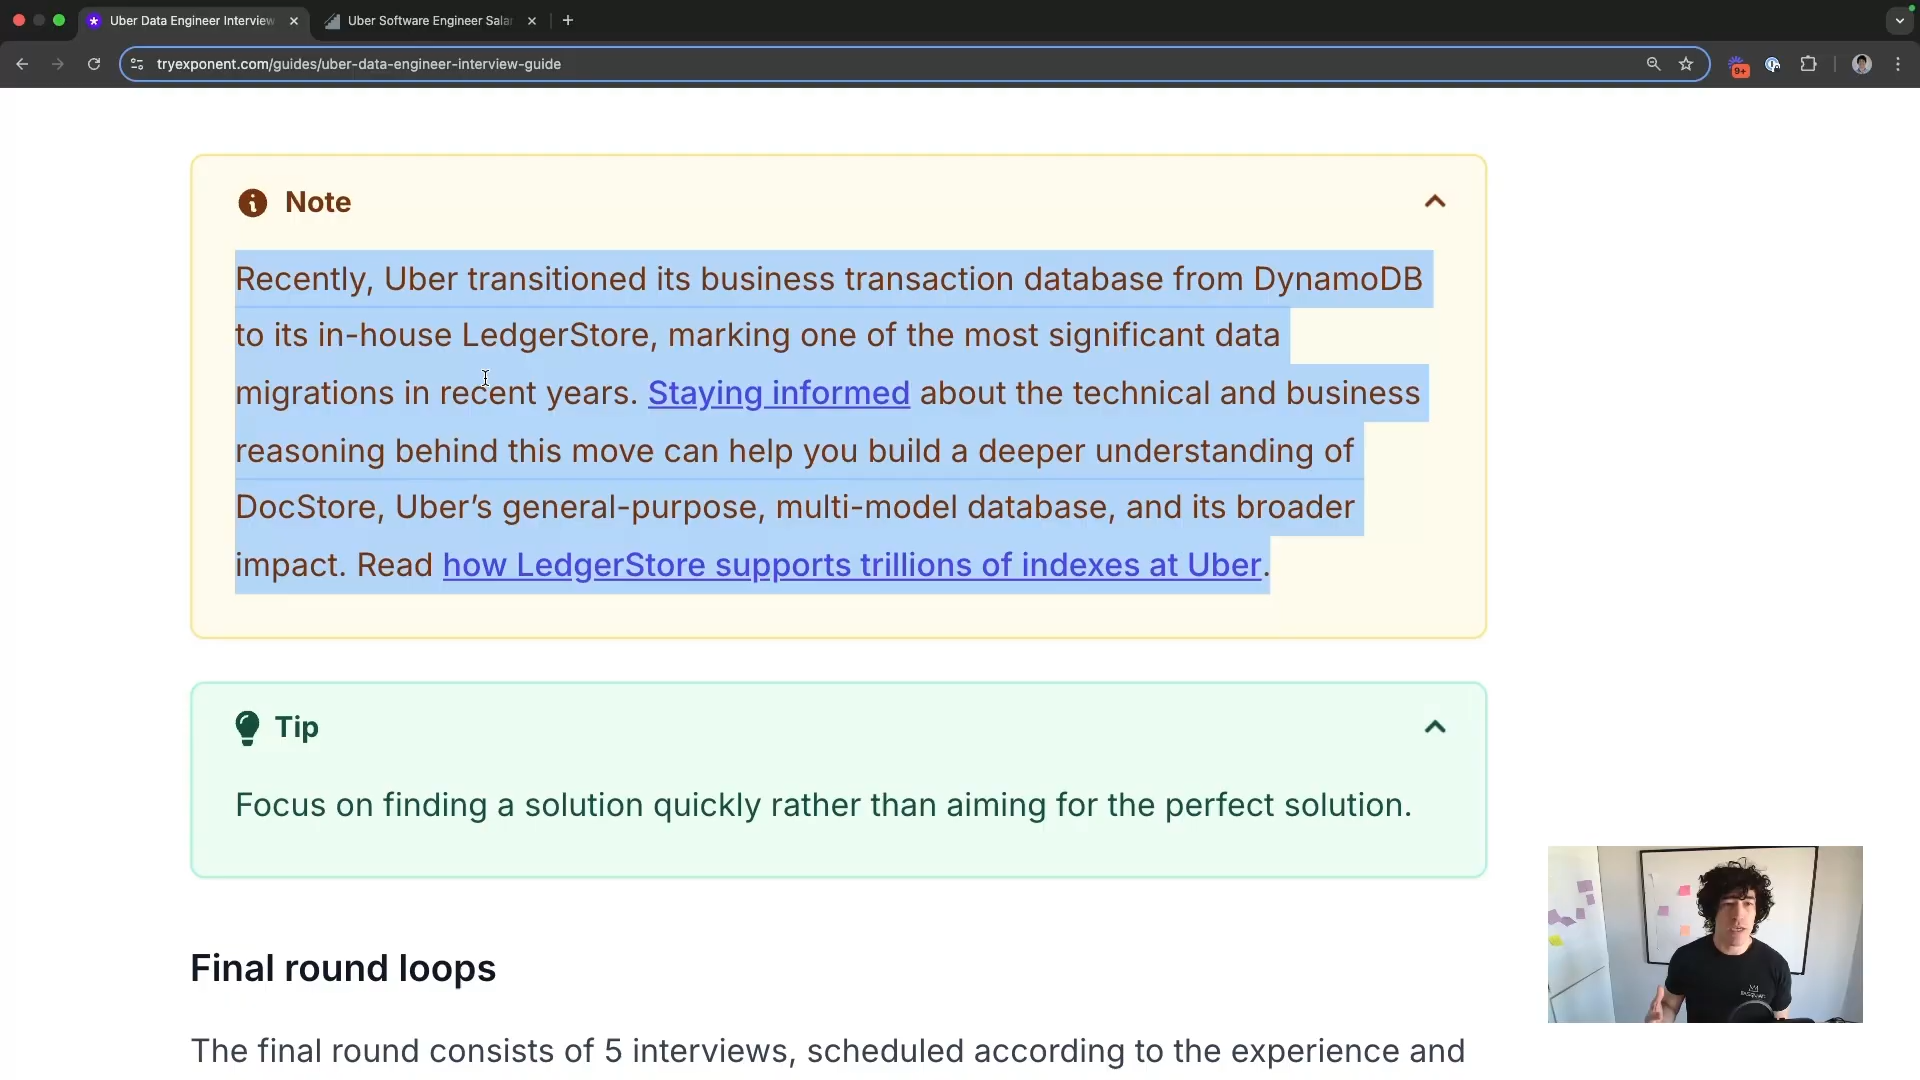 Uber Data Engineer Interview
Uber Software Engineer Sala
tryexponent.com/guides/uber-data-engineer-interview-guide
9+
Note
Recently, Uber transitioned its business transaction database from DynamoDB
to its in-house LedgerStore, marking one of the most significant data
migrations in recent years. Staying informed about the technical and business
reasoning behind this move can help you build a deeper understanding of
DocStore, Uber’s general-purpose, multi-model database, and its broader
impact. Read how LedgerStore supports trillions of indexes at Uber.
Tip
Focus on finding a solution quickly rather than aiming for the perfect solution.
Final round loops
The final round consists of 5 interviews, scheduled according to the experience and